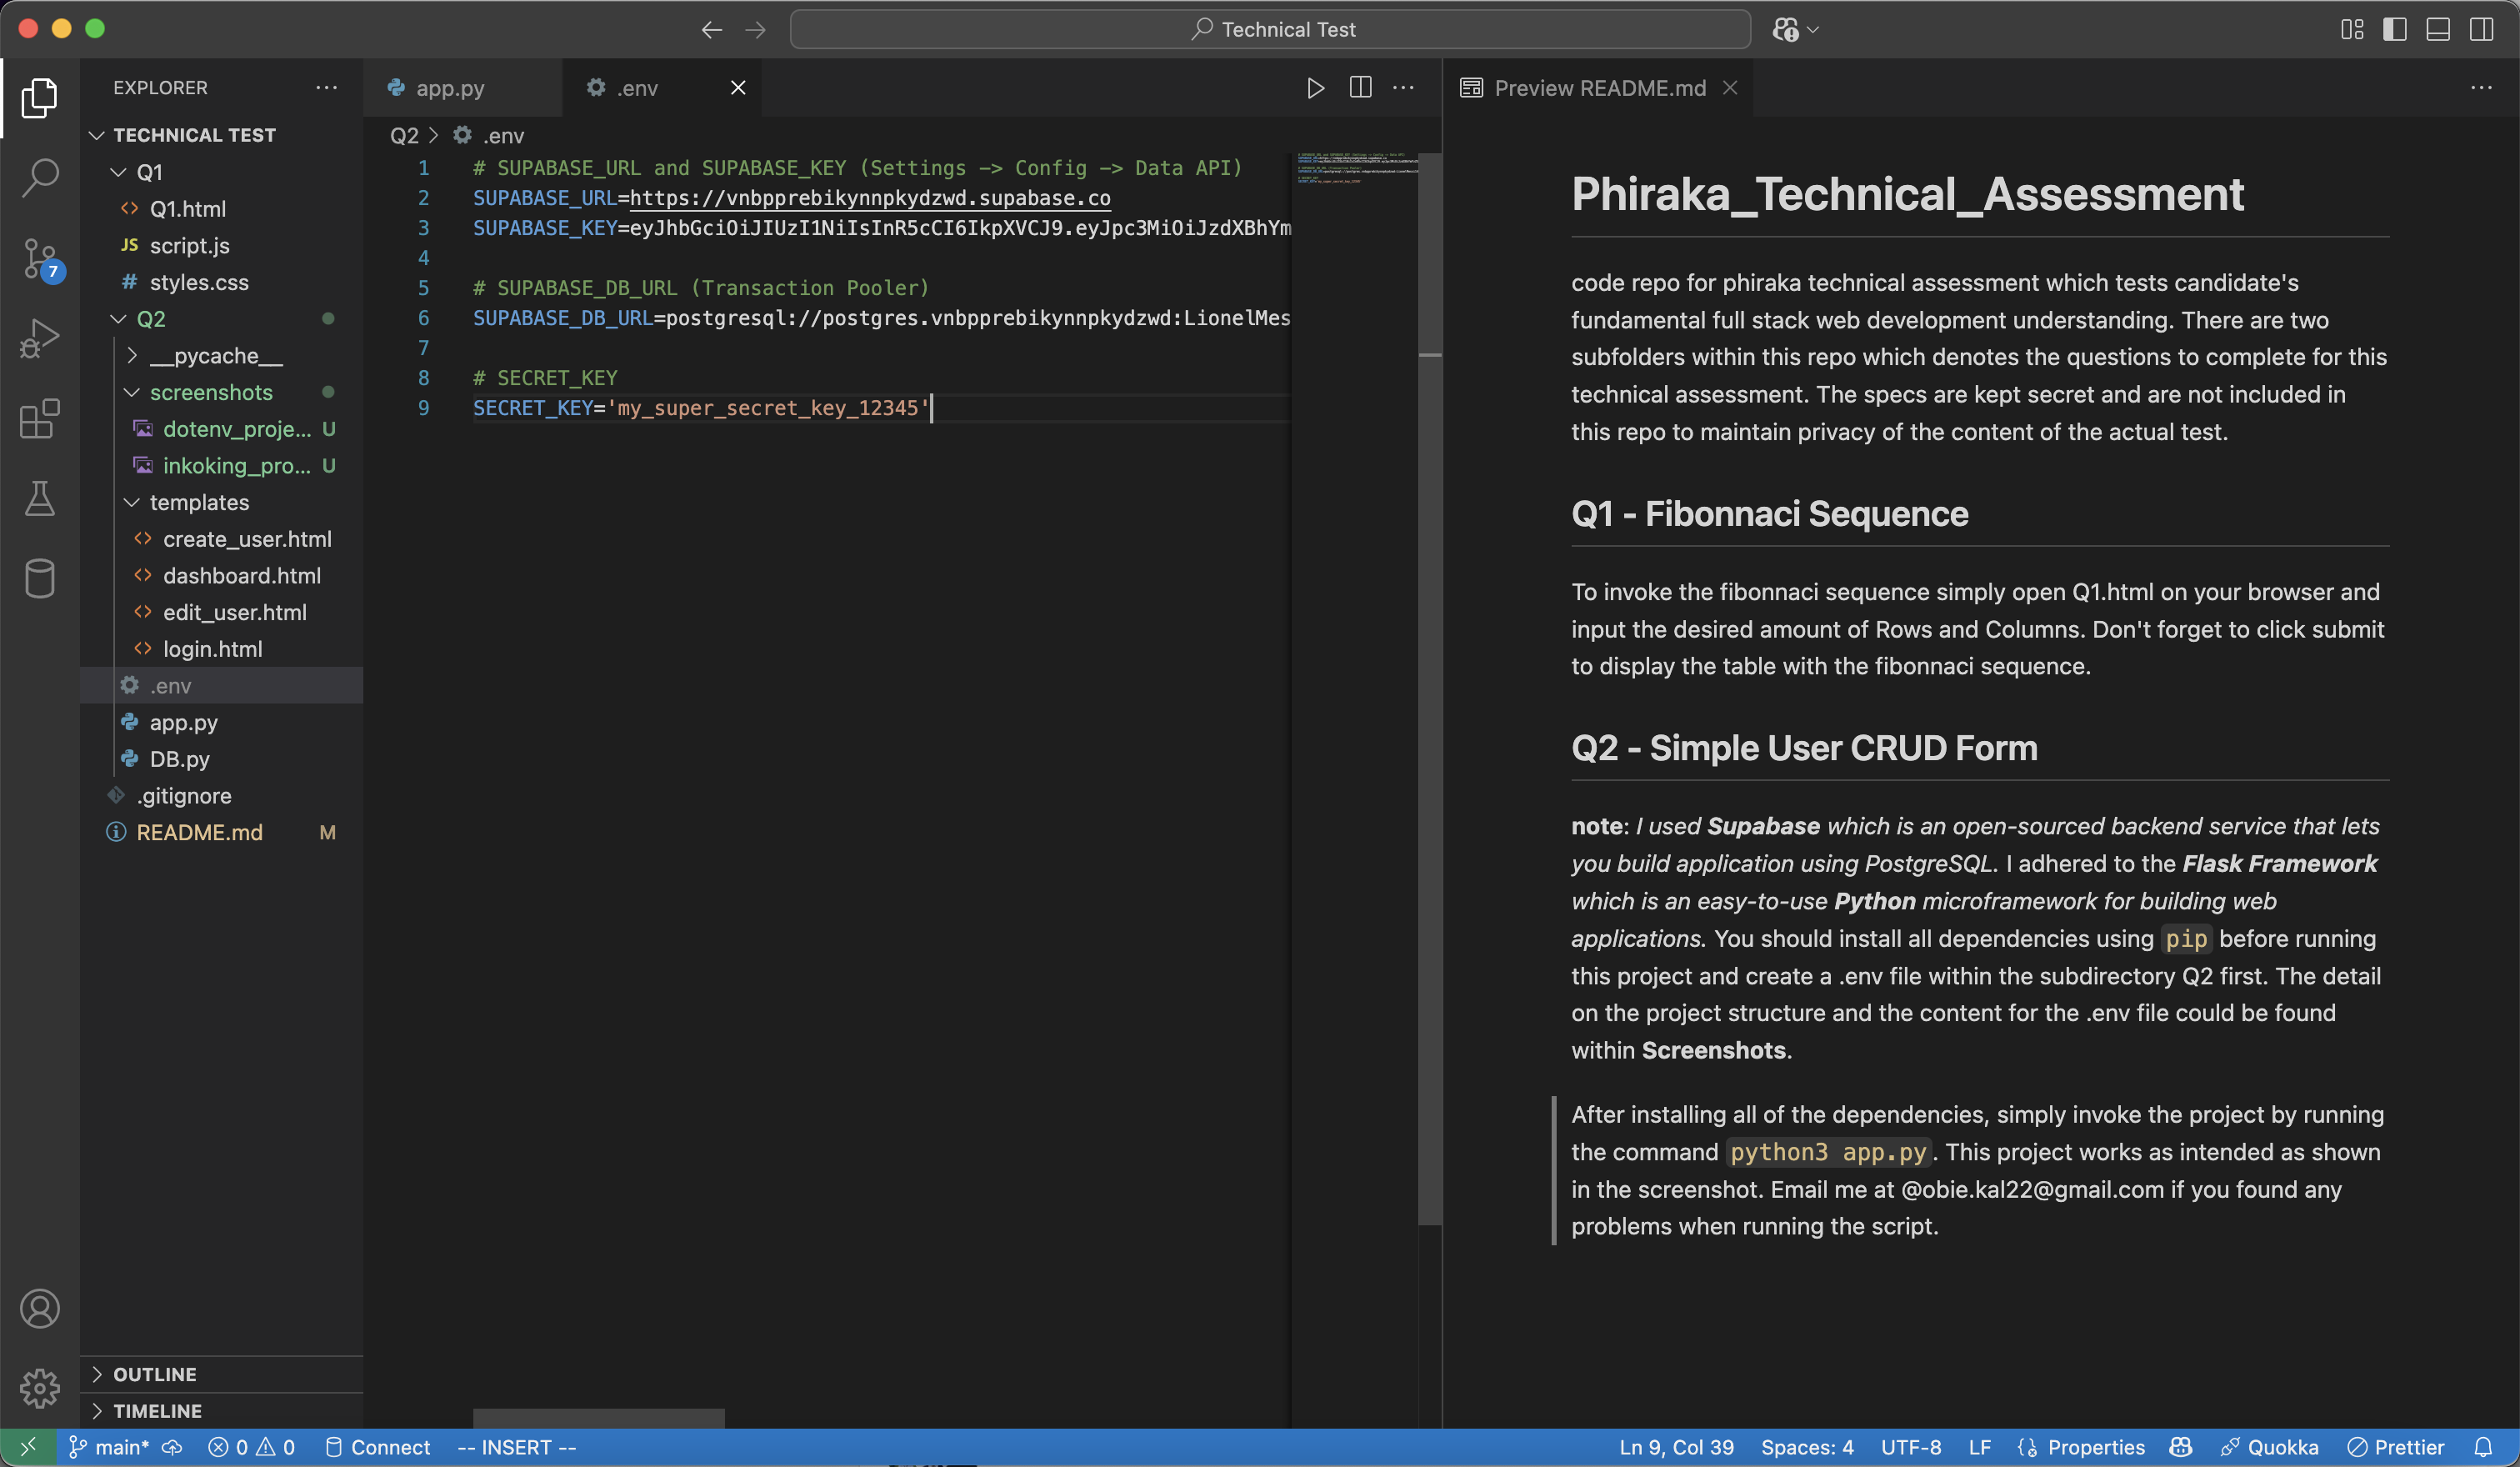 Technical Test
EXPLORER
TECHNICAL TEST
Q1
Q1.html
JS script.js
# styles.css
Q2
__pycache__
screenshots
dotenv_proje... U
inkoking_pro... U
templates
create_user.html
dashboard.html
edit_user.html
login.html
.env
app.py
DB.py
.gitignore
README.md M
OUTLINE
TIMELINE
7
app.py
.env
Q2 > .env
1 # SUPABASE_URL and SUPABASE_KEY (Settings -> Config -> Data API)
2 SUPABASE_URL=https://vnbpprebikynnpkydzwd.supabase.co
3 SUPABASE_KEY=eyJhbGciOiJIUzI1NiIsInR5cCI6IkpXVCJ9.eyJpc3MiOiJzdXBhYm
4
5 # SUPABASE_DB_URL (Transaction Pooler)
6 SUPABASE_DB_URL=postgresql://postgres.vnbpprebikynnpkydzwd:LionelMes
7
8 # SECRET_KEY
9 SECRET_KEY='my_super_secret_key_12345'
Preview README.md
Phiraka_Technical_Assessment
code repo for phiraka technical assessment which tests candidate's
fundamental full stack web development understanding. There are two
subfolders within this repo which denotes the questions to complete for this
technical assessment. The specs are kept secret and are not included in
this repo to maintain privacy of the content of the actual test.
Q1 - Fibonnaci Sequence
To invoke the fibonnaci sequence simply open Q1.html on your browser and
input the desired amount of Rows and Columns. Don't forget to click submit
to display the table with the fibonnaci sequence.
Q2 - Simple User CRUD Form
note: I used Supabase which is an open-sourced backend service that lets
you build application using PostgreSQL. I adhered to the Flask Framework
which is an easy-to-use Python microframework for building web
applications. You should install all dependencies using pip before running
this project and create a .env file within the subdirectory Q2 first. The detail
on the project structure and the content for the .env file could be found
within Screenshots.
After installing all of the dependencies, simply invoke the project by running
the command python3 app.py. This project works as intended as shown
in the screenshot. Email me at @obie.kal22@gmail.com if you found any
problems when running the script.
main* 0 0 Connect -- INSERT -- Ln 9, Col 39 Spaces: 4 UTF-8 LF Properties Quokka Prettier